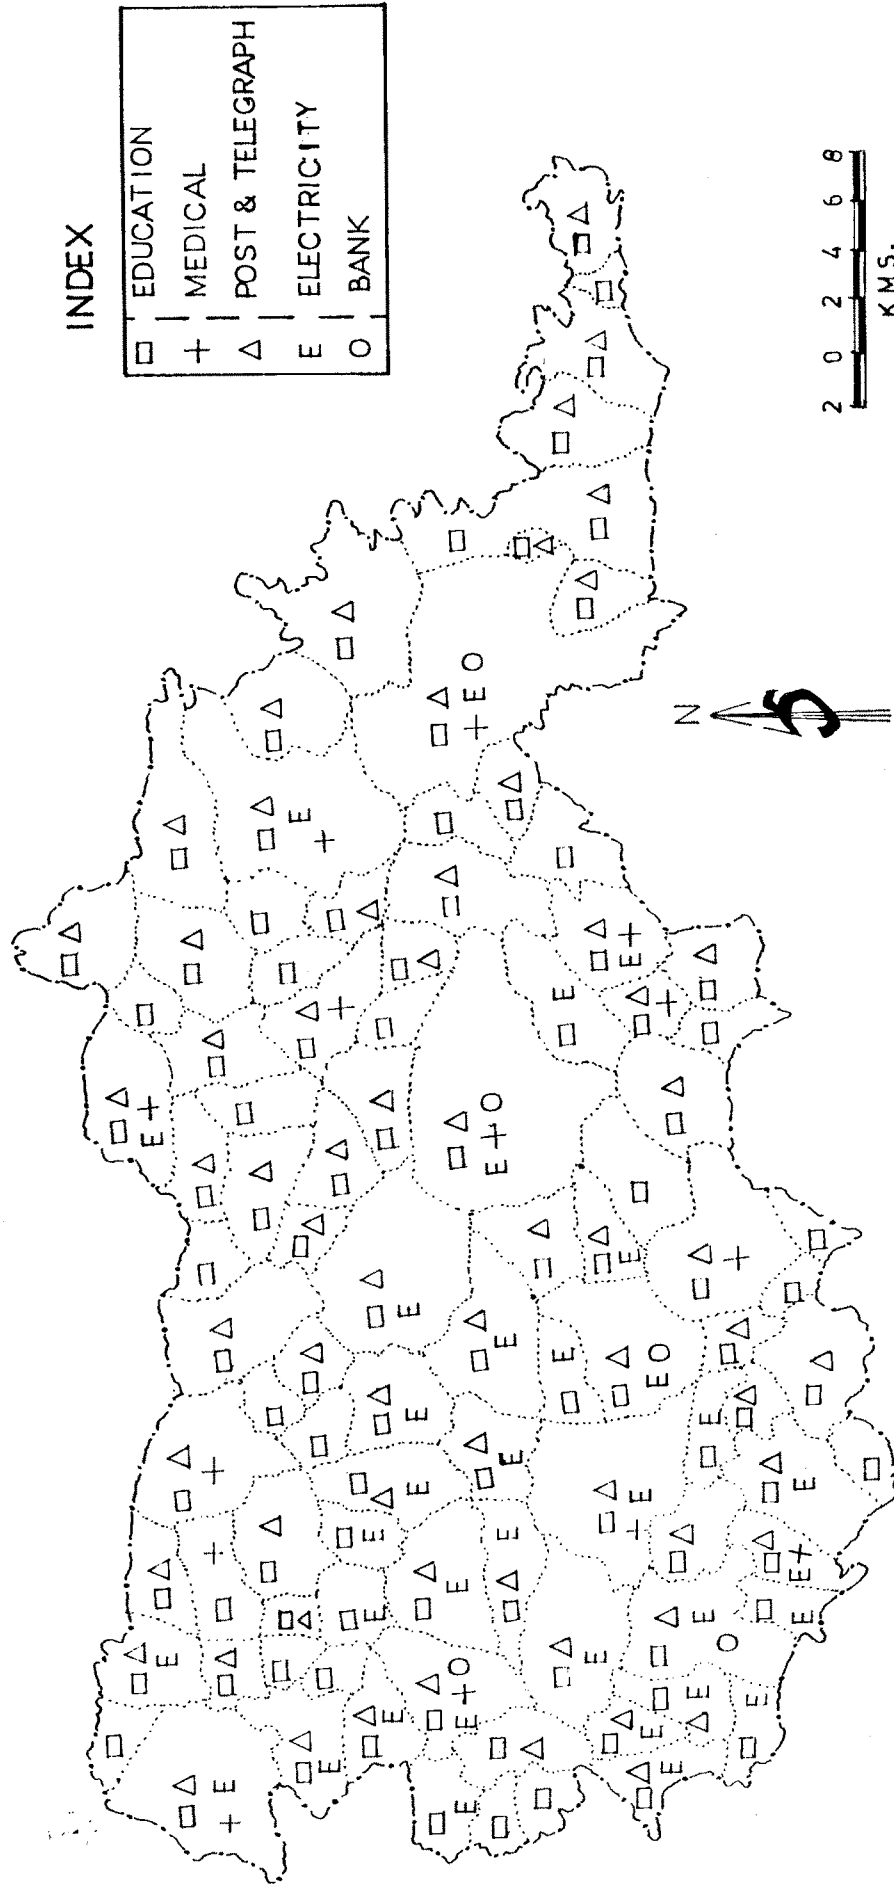 INDEX
□ EDUCATION
+ MEDICAL
△ POST & TELEGRAPH
E ELECTRICITY
O BANK
N
2 0 2 4 6 8
KMS.